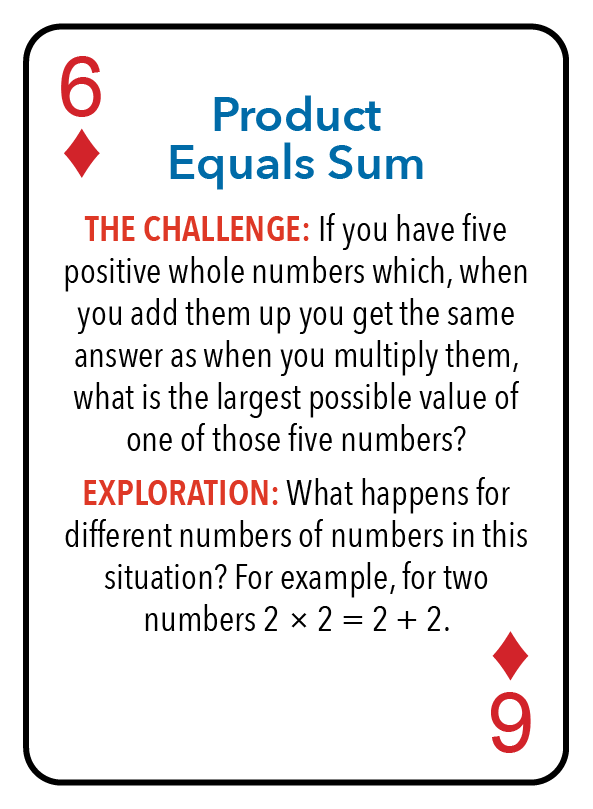 6
Product
Equals Sum
THE CHALLENGE: If you have five
positive whole numbers which, when
you add them up you get the same
answer as when you multiply them,
what is the largest possible value of
one of those five numbers?
EXPLORATION: What happens for
different numbers of numbers in this
situation? For example, for two
numbers 2 × 2 = 2 + 2.
6